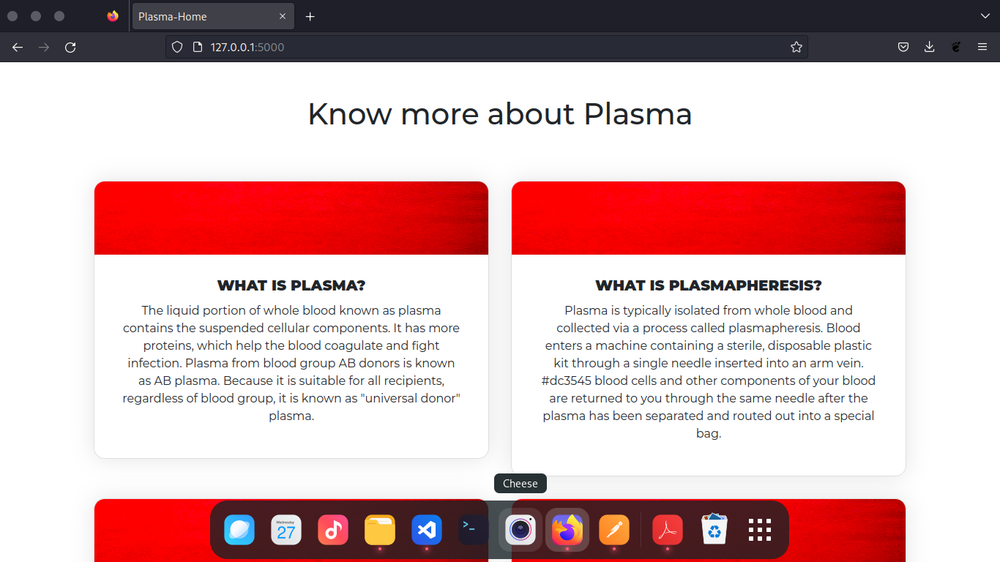 Plasma-Home
127.0.0.1:5000
Know more about Plasma
WHAT IS PLASMA?
The liquid portion of whole blood known as plasma
contains the suspended cellular components. It has more
proteins, which help the blood coagulate and fight
infection. Plasma from blood group AB donors is known
as AB plasma. Because it is suitable for all recipients,
regardless of blood group, it is known as "universal donor"
plasma.
WHAT IS PLASMAPHERESIS?
Plasma is typically isolated from whole blood and
collected via a process called plasmapheresis. Blood
enters a machine containing a sterile, disposable plastic
kit through a single needle inserted into an arm vein.
#dc3545 blood cells and other components of your blood
are returned to you through the same needle after the
plasma has been separated and routed out into a special
bag.
Cheese
Wednesday
27
>_